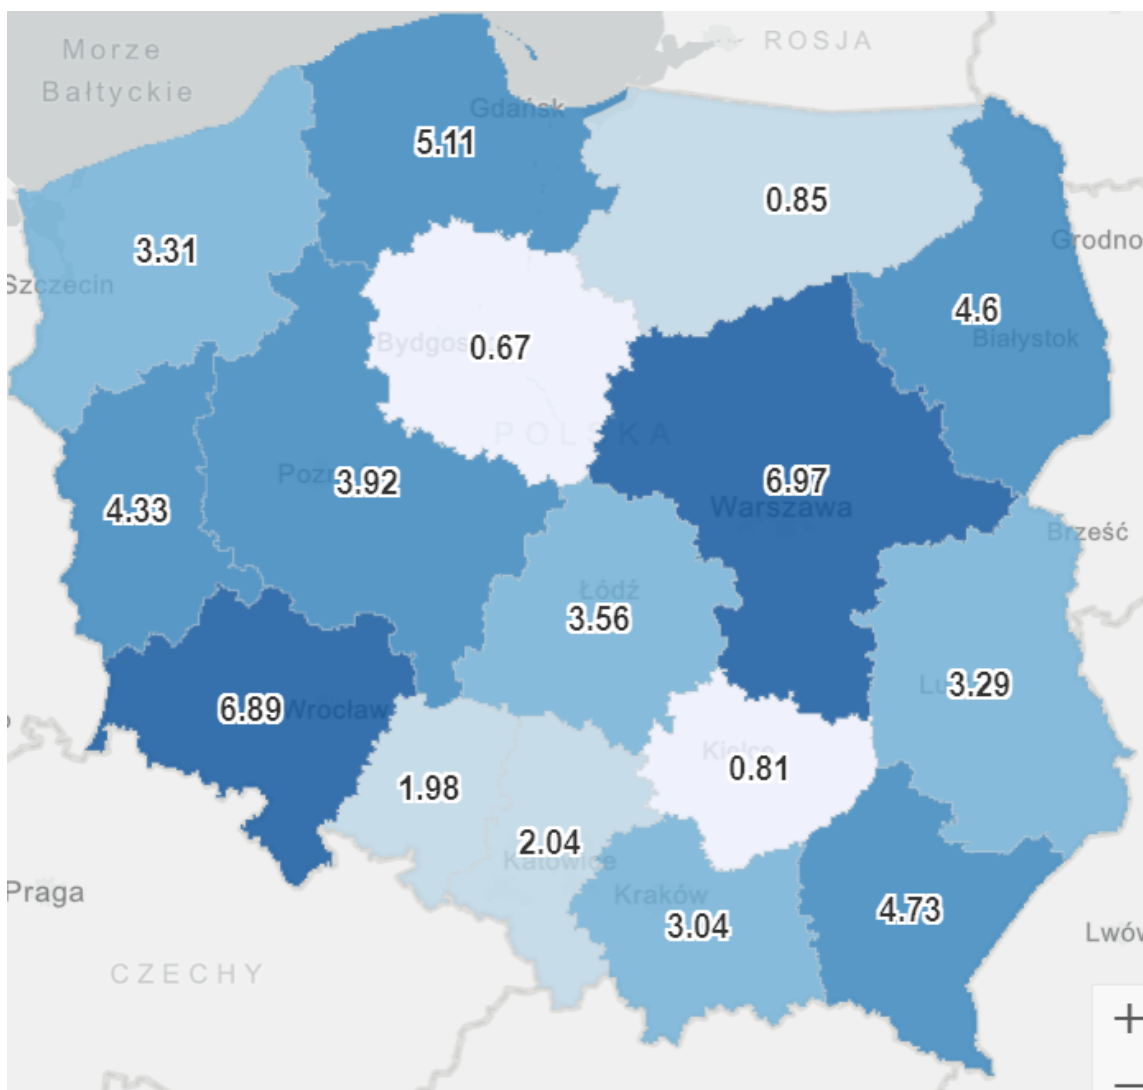 Morze
Bałtyckie
ROSJA
Gdańsk
5.11
0.85
3.31
Grodno
Szczecin
4.6
Białystok
0.67
POLSKA
3.92
6.97
Warszawa
4.33
Brześć
Łódź
3.56
3.29
6.89
Wrocław
0.81
1.98
2.04
Katowice
Kraków
3.04
4.73
Praga
CZECHY
+
−